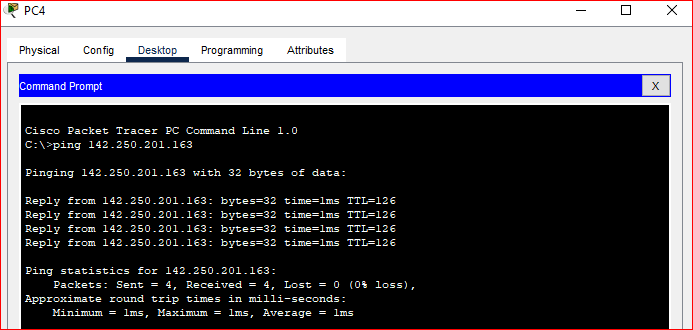 PC4
Physical Config Desktop Programming Attributes
Command Prompt X
Cisco Packet Tracer PC Command Line 1.0
C:\>ping 142.250.201.163
Pinging 142.250.201.163 with 32 bytes of data:
Reply from 142.250.201.163: bytes=32 time=1ms TTL=126
Reply from 142.250.201.163: bytes=32 time=1ms TTL=126
Reply from 142.250.201.163: bytes=32 time=1ms TTL=126
Reply from 142.250.201.163: bytes=32 time=1ms TTL=126
Ping statistics for 142.250.201.163:
Packets: Sent = 4, Received = 4, Lost = 0 (0% loss),
Approximate round trip times in milli-seconds:
Minimum = 1ms, Maximum = 1ms, Average = 1ms